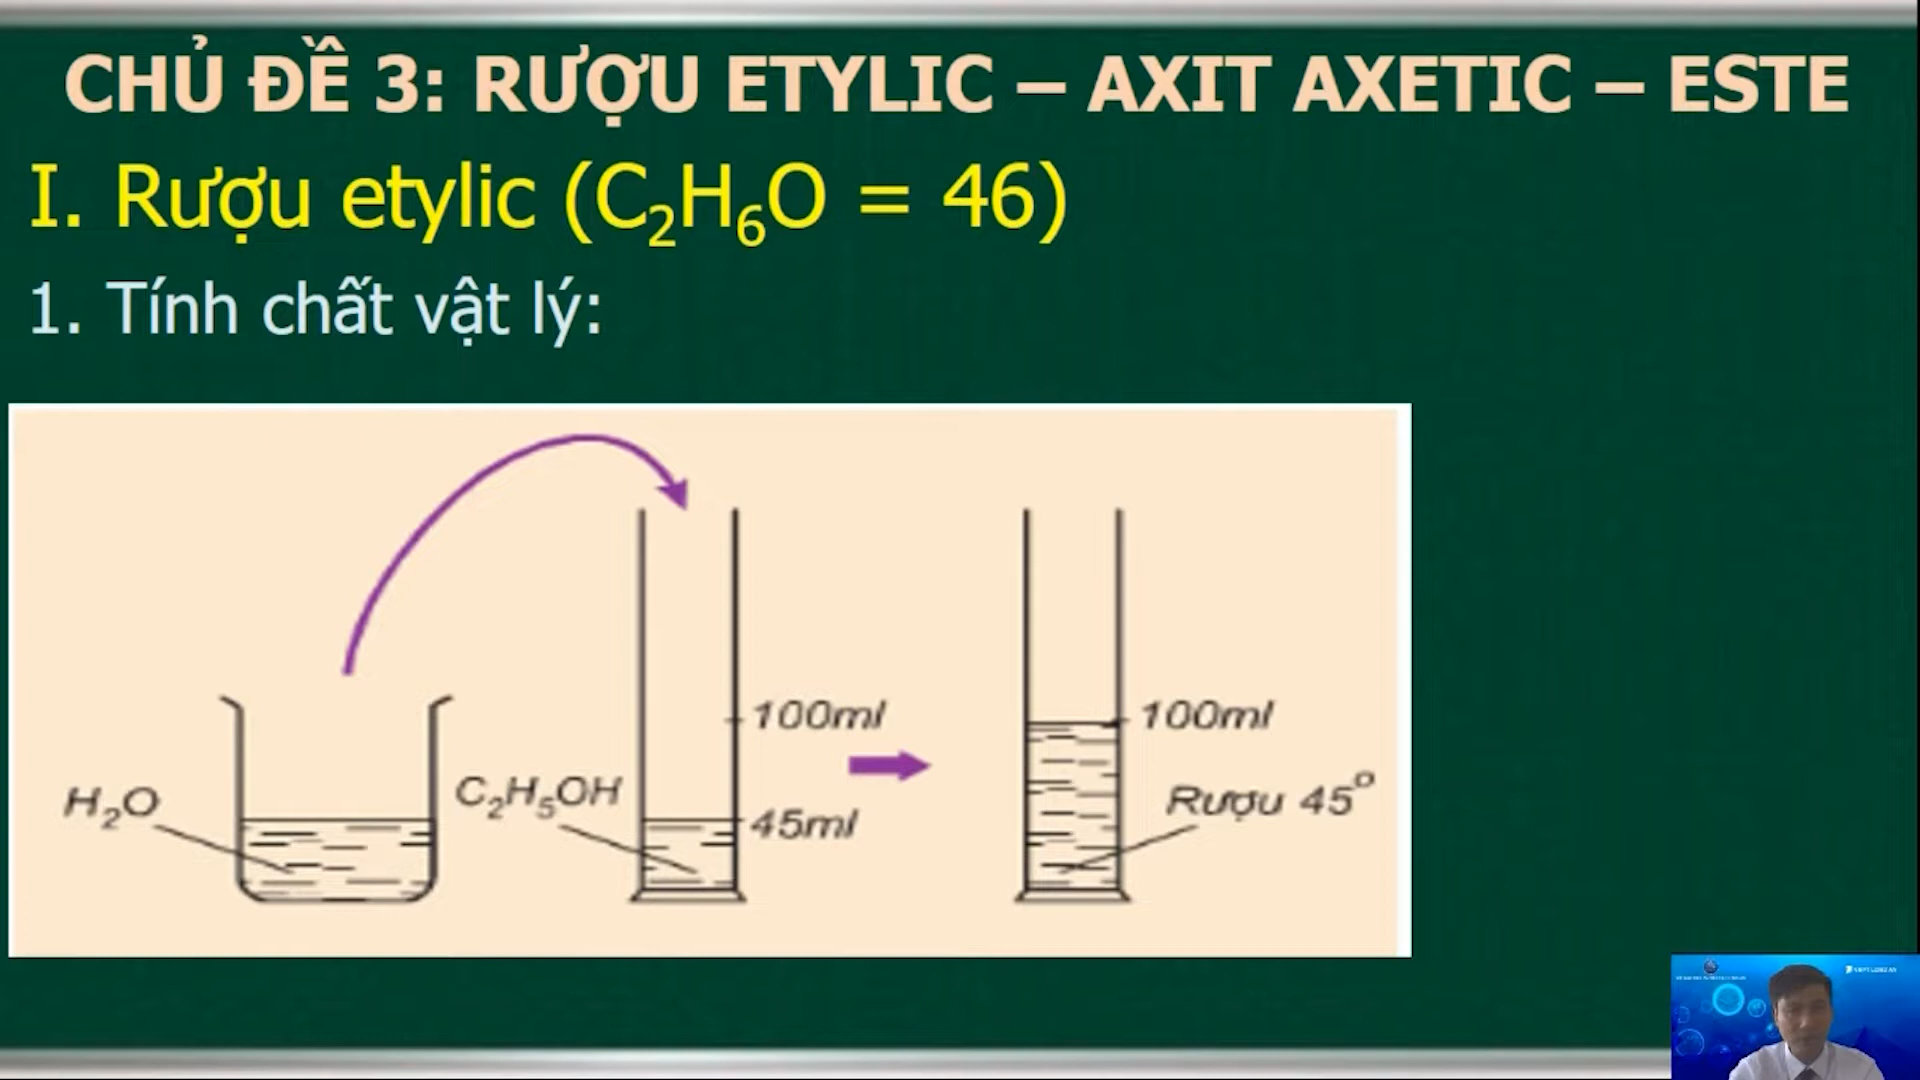 CHỦ ĐỀ 3: RƯỢU ETYLIC – AXIT AXETIC – ESTE
I. Rượu etylic (C₂H₆O = 46)
1. Tính chất vật lý:
100ml
100ml
H₂O
C₂H₅OH
45ml
Rượu 45°